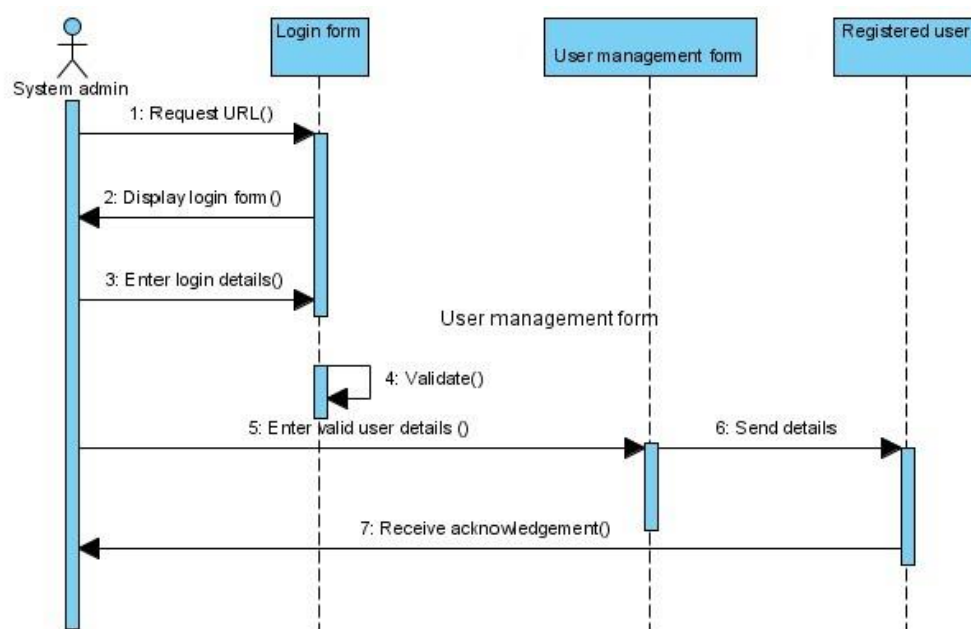 Login form
User management form
Registered user
System admin
1: Request URL()
2: Display login form()
3: Enter login details()
User management form
4: Validate()
5: Enter valid user details ()
6: Send details
7: Receive acknowledgement()